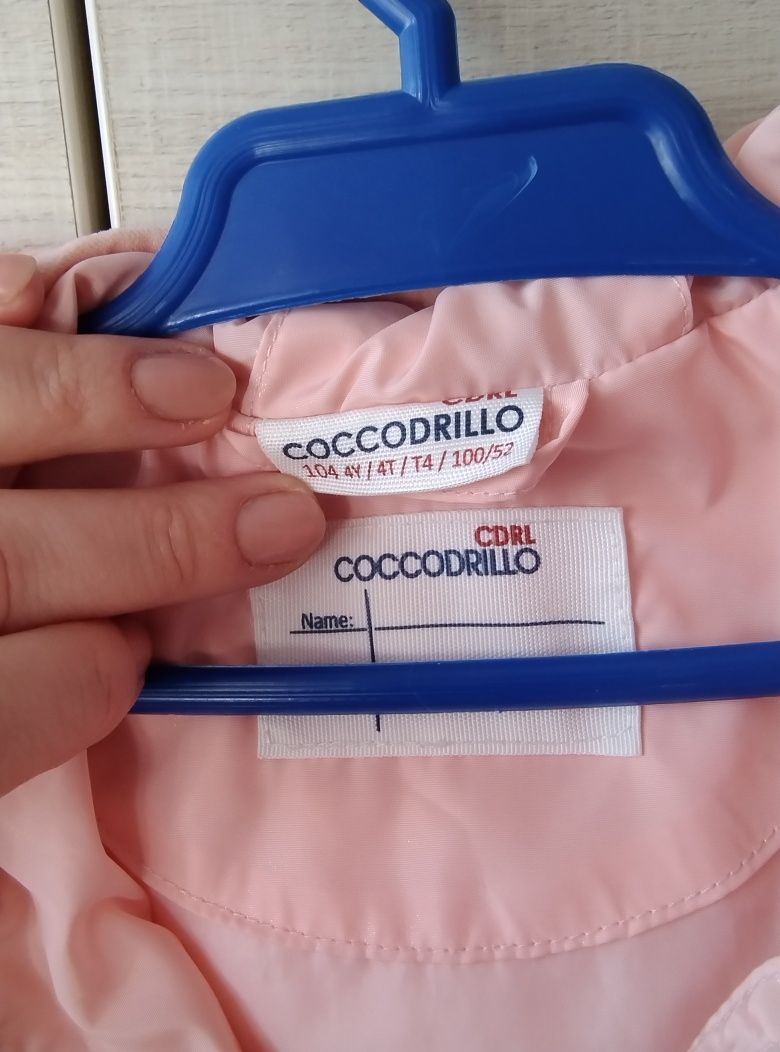 CDRL
COCCODRILLO
104 4Y / 4T / T4 / 100/52
CDRL
COCCODRILLO
Name: